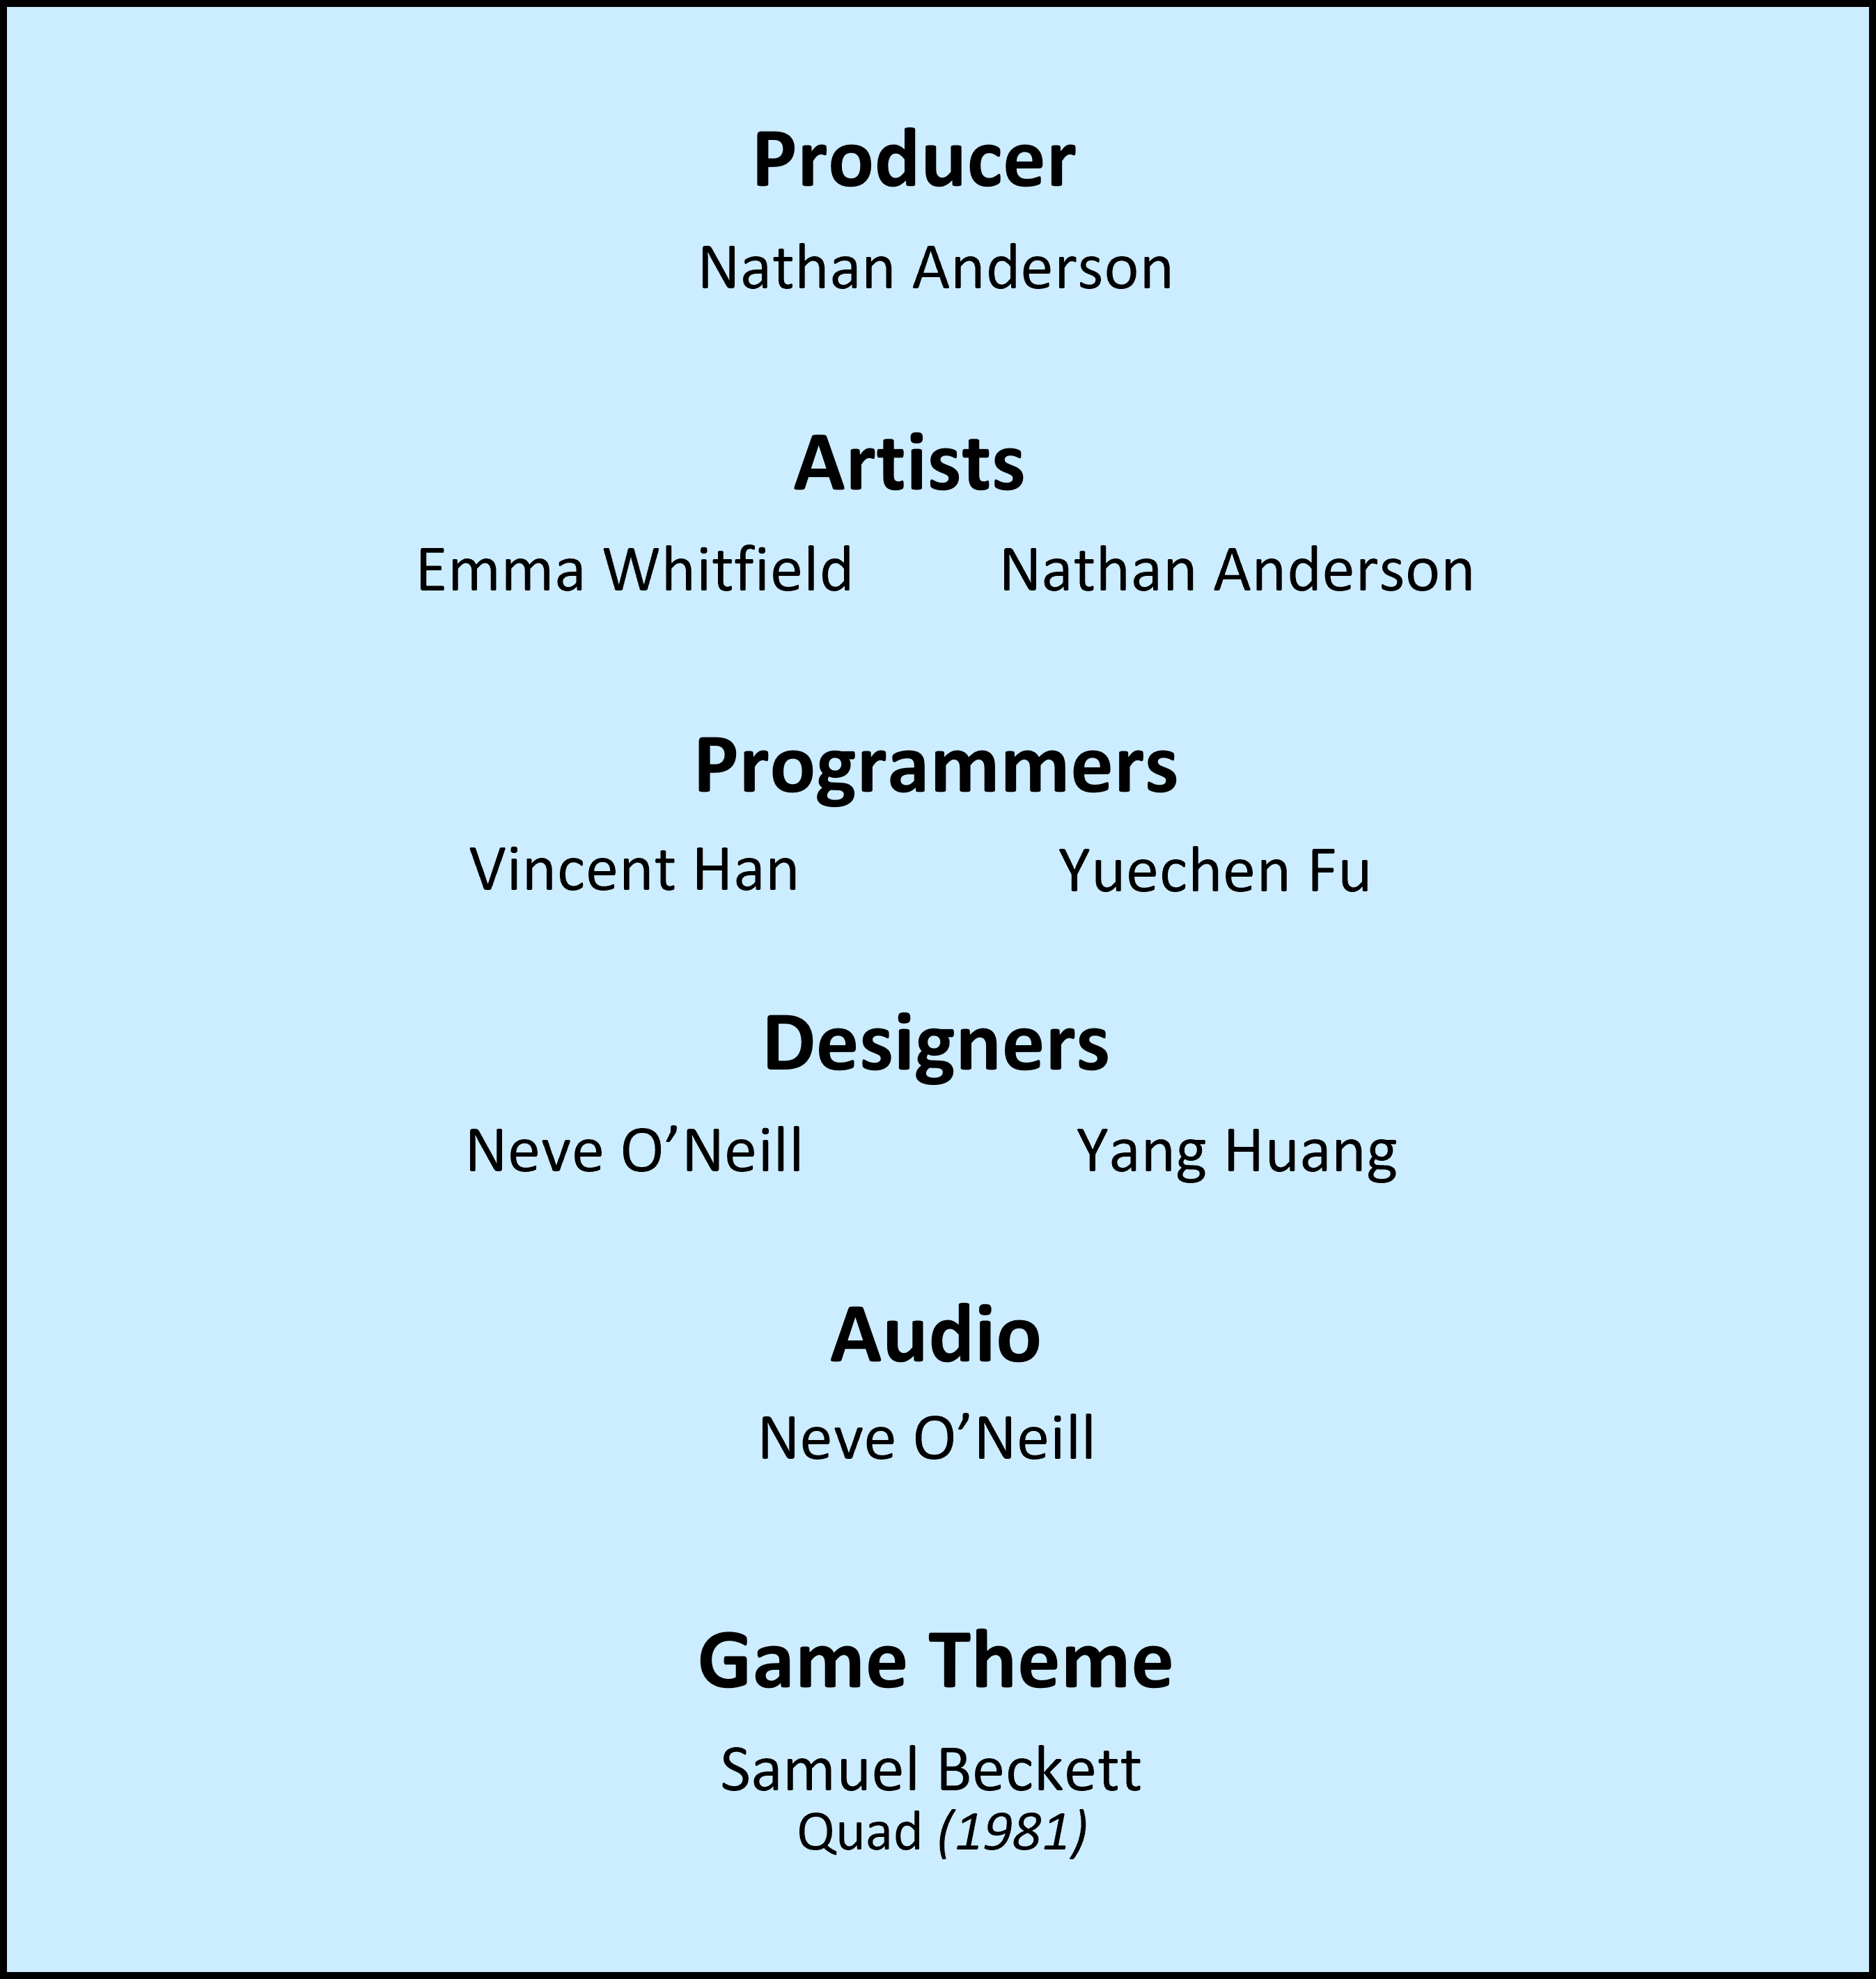 Producer
Nathan Anderson
Artists
Emma Whitfield Nathan Anderson
Programmers
Vincent Han Yuechen Fu
Designers
Neve O’Neill Yang Huang
Audio
Neve O’Neill
Game Theme
Samuel Beckett
Quad (1981)